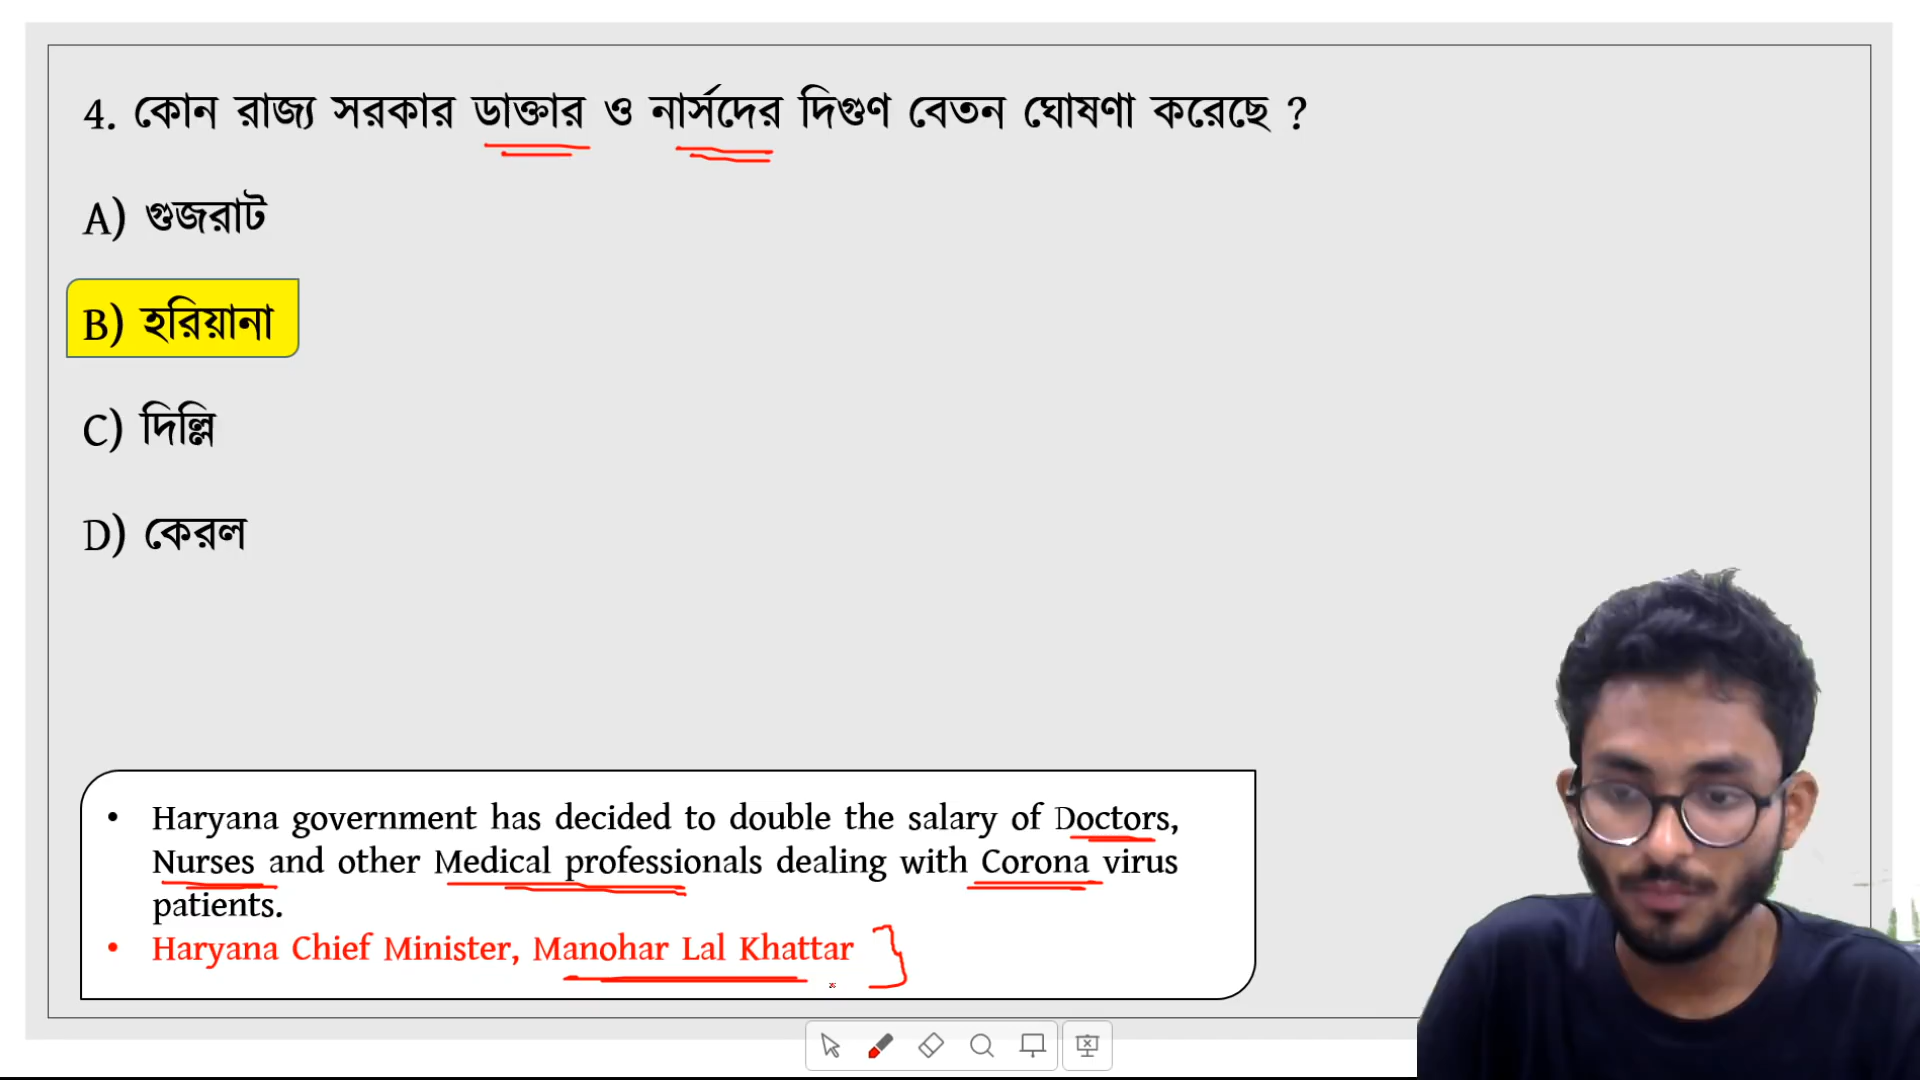 4. কোন রাজ্য সরকার ডাক্তার ও নার্সদের দিগুণ বেতন ঘোষণা করেছে ?
A) গুজরাট
B) হরিয়ানা
C) দিল্লি
D) কেরল
• Haryana government has decided to double the salary of Doctors,
Nurses and other Medical professionals dealing with Corona virus
patients.
• Haryana Chief Minister, Manohar Lal Khattar